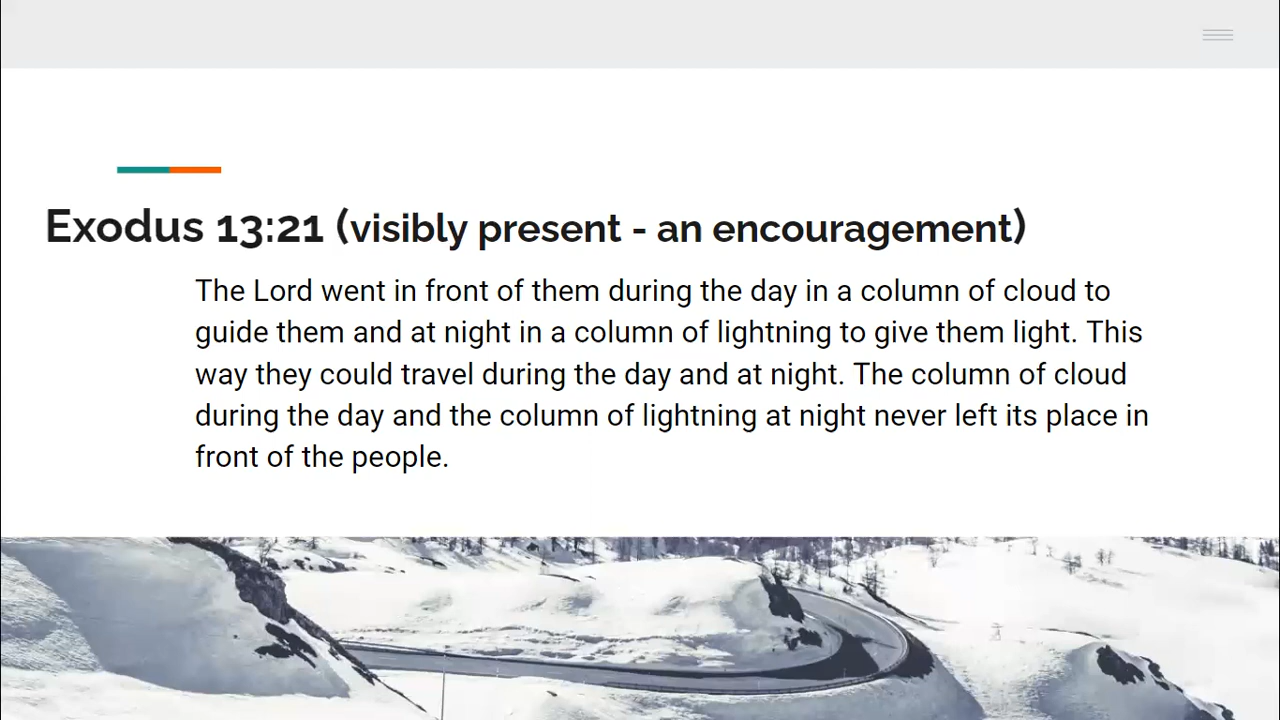 Exodus 13:21 (visibly present - an encouragement)
The Lord went in front of them during the day in a column of cloud to
guide them and at night in a column of lightning to give them light. This
way they could travel during the day and at night. The column of cloud
during the day and the column of lightning at night never left its place in
front of the people.